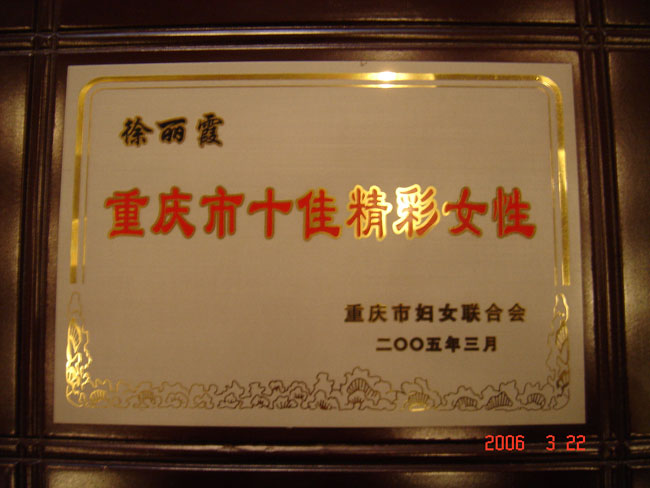 徐丽霞
重庆市十佳精彩女性
重庆市妇女联合会
二〇〇五年三月
2006 3 22